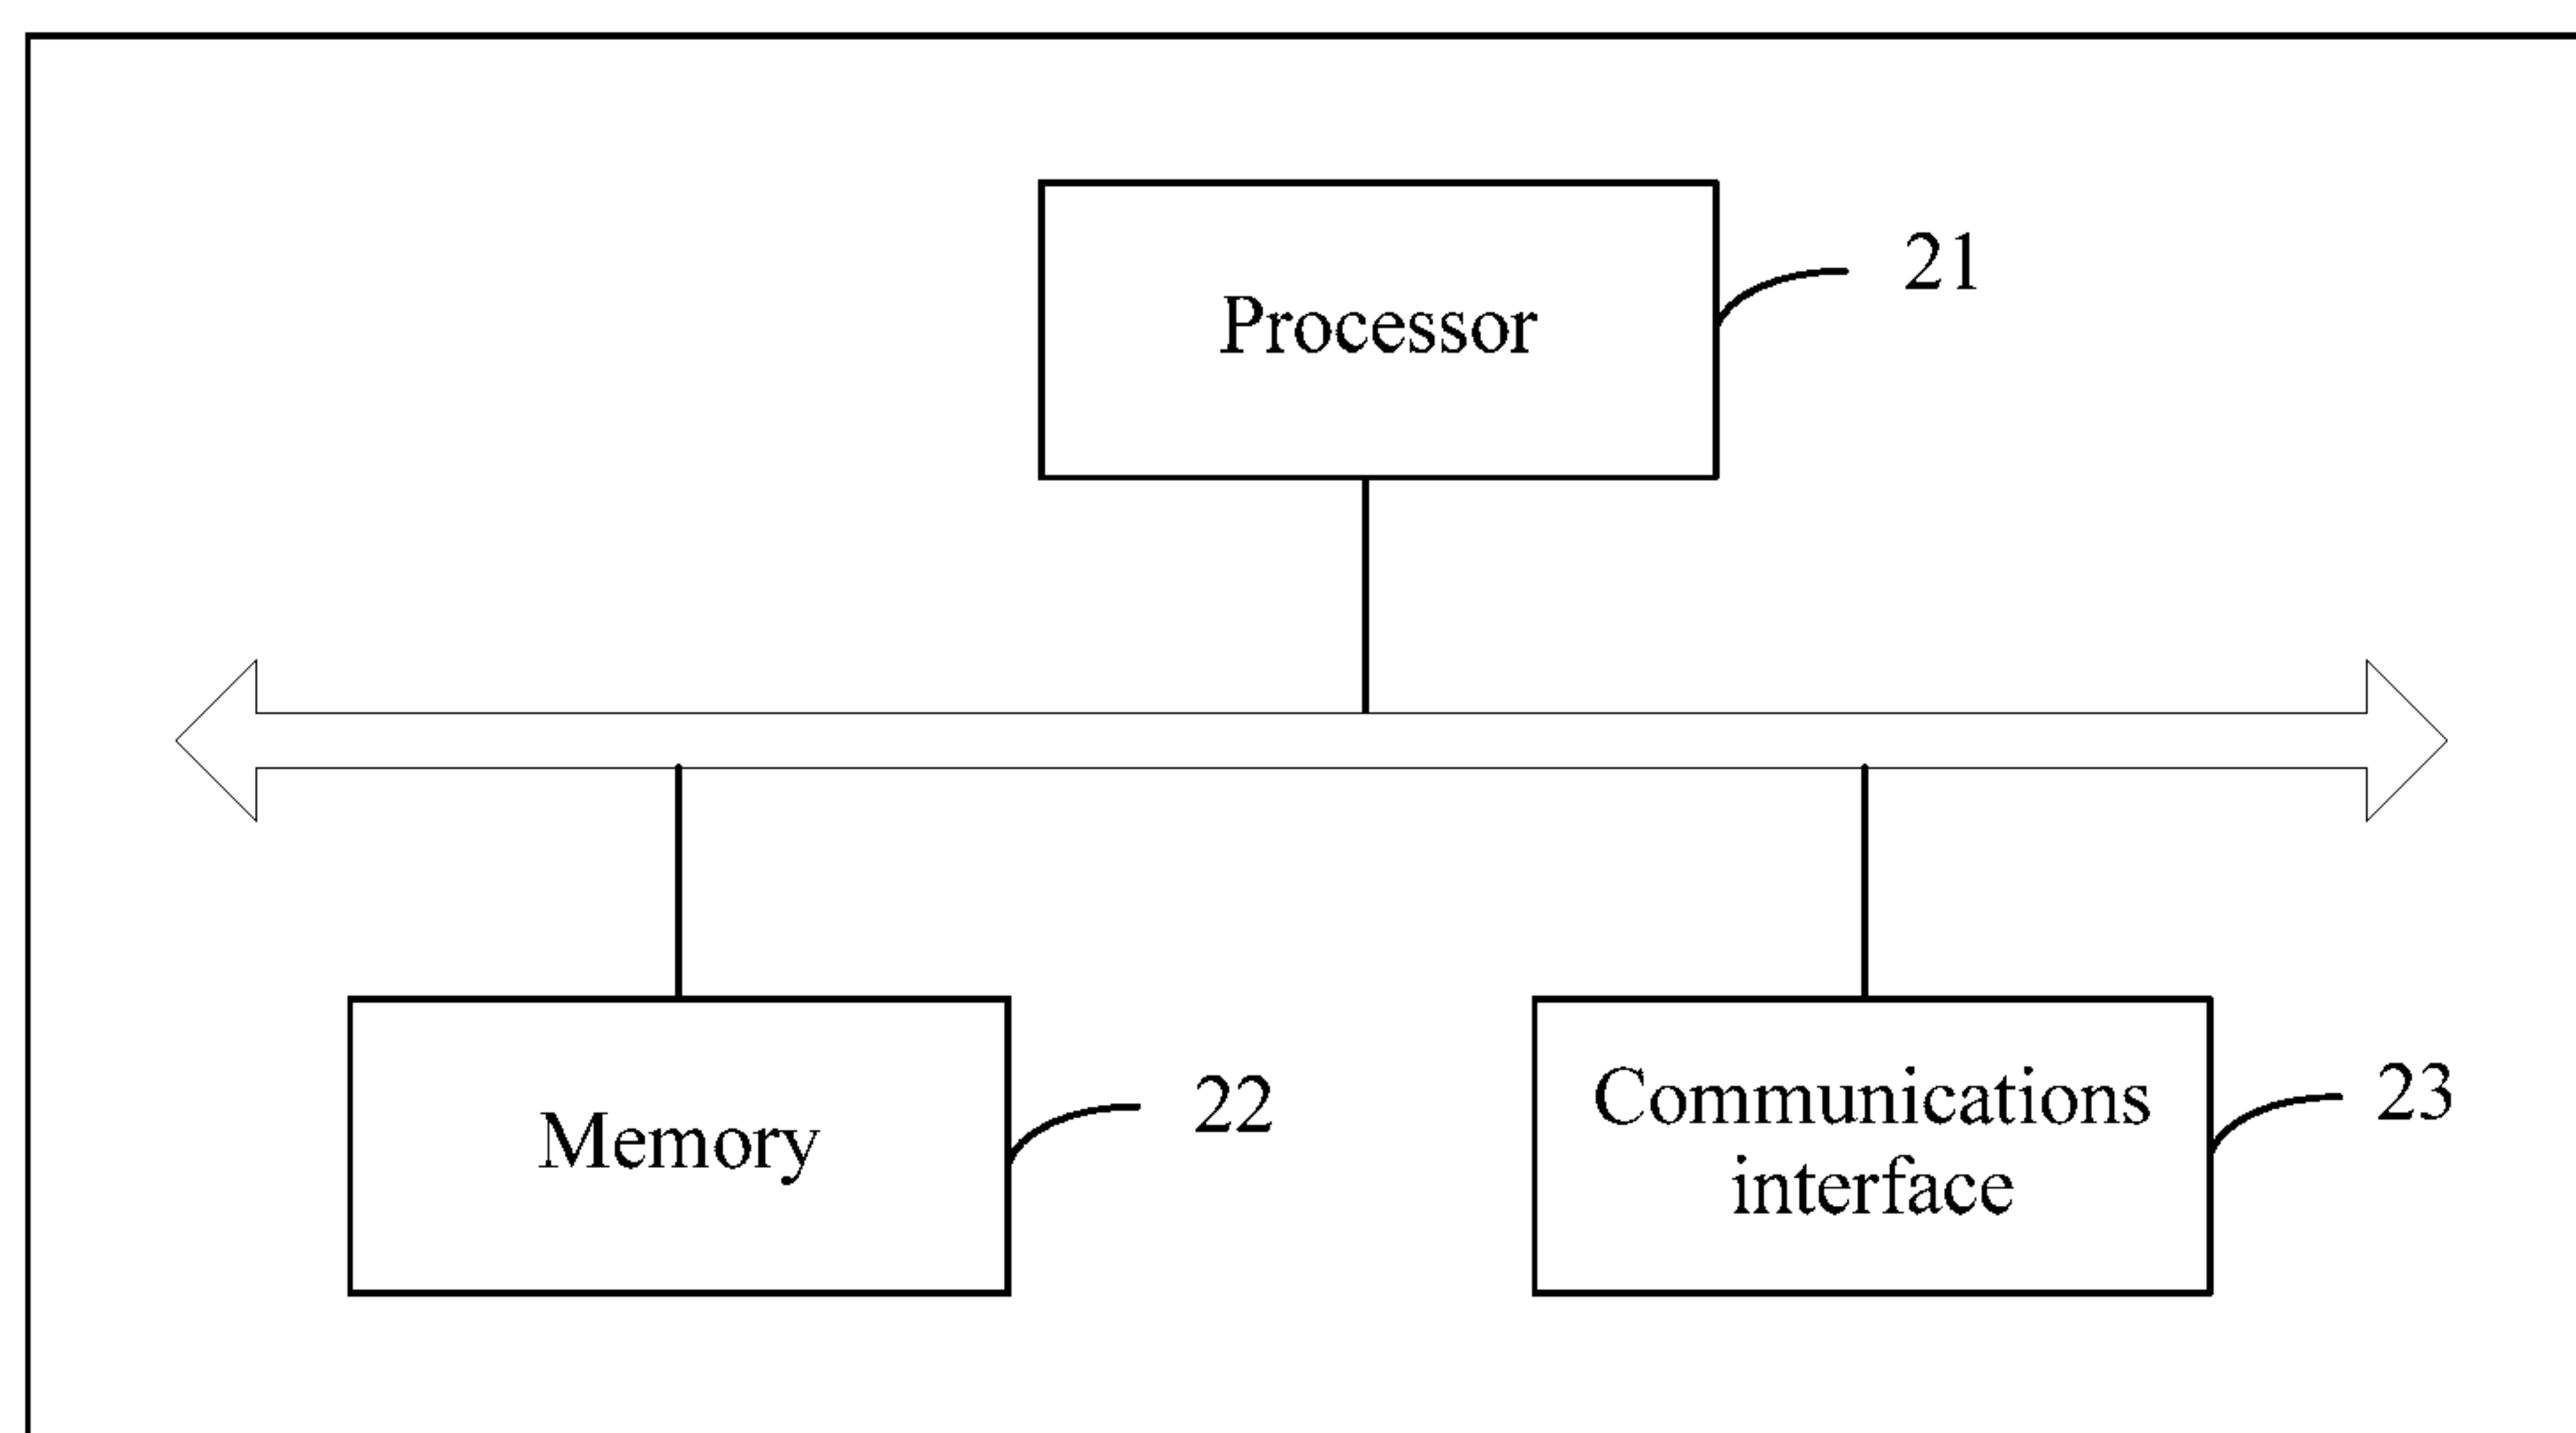 Processor
21
Memory
22
Communications
interface
23